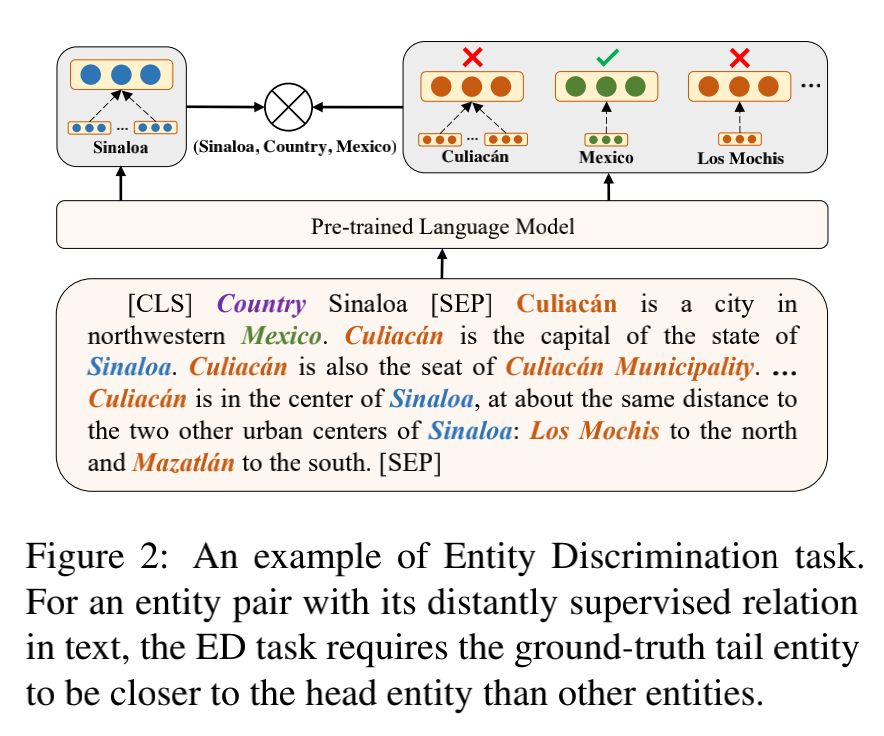 Sinaloa
(Sinaloa, Country, Mexico)
...
Culiacán
...
Mexico
Los Mochis
...
Pre-trained Language Model
[CLS] Country Sinaloa [SEP] Culiacán is a city in
northwestern Mexico. Culiacán is the capital of the state of
Sinaloa. Culiacán is also the seat of Culiacán Municipality. ...
Culiacán is in the center of Sinaloa, at about the same distance to
the two other urban centers of Sinaloa: Los Mochis to the north
and Mazatlán to the south. [SEP]
Figure 2: An example of Entity Discrimination task.
For an entity pair with its distantly supervised relation
in text, the ED task requires the ground-truth tail entity
to be closer to the head entity than other entities.